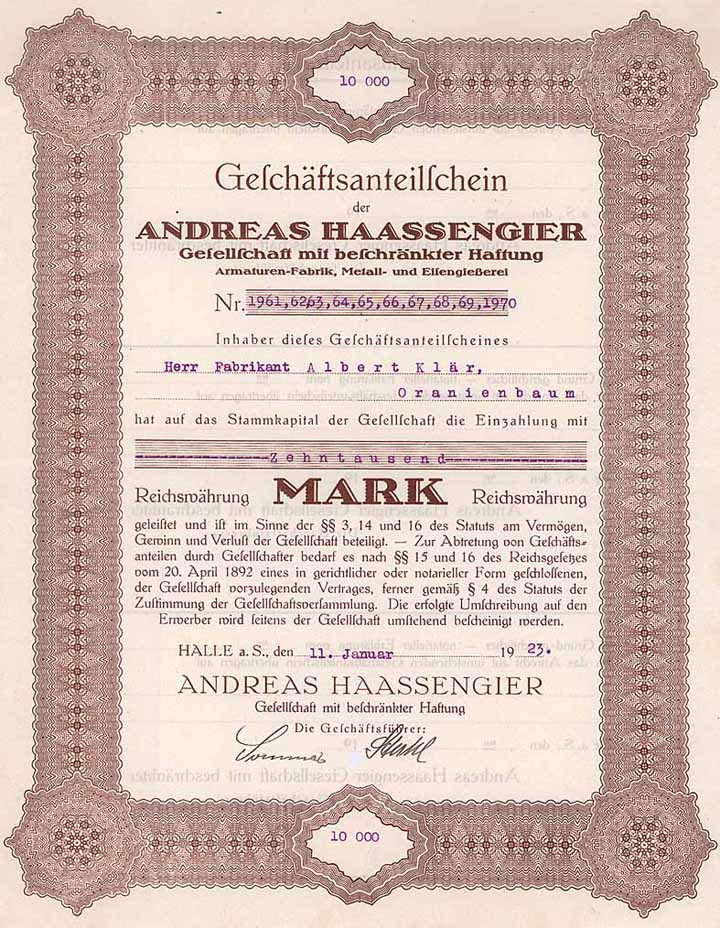 10 000
Geſchäftsanteilſchein
der
ANDREAS HAASSENGIER
Geſellſchaft mit beſchränkter Haftung
Armaturen-Fabrik, Metall- und Eiſengießerei
Nr. 1961,6263,64,65,66,67,68,69,1970
Inhaber dieſes Geſchäftsanteilſcheines
Herr Fabrikant Albert Klär,
Oranienbaum
hat auf das Stammkapital der Geſellſchaft die Einzahlung mit
Zehntausend
Reichswährung MARK Reichswährung
geleiſtet und iſt im Sinne der §§ 3, 14 und 16 des Statuts am Vermögen,
Gewinn und Verluſt der Geſellſchaft beteiligt. — Zur Abtretung von Geſchäfts-
anteilen durch Geſellſchafter bedarf es nach §§ 15 und 16 des Reichsgeſetzes
vom 20. April 1892 eines in gerichtlicher oder notarieller Form geſchloſſenen,
der Geſellſchaft vorzulegenden Vertrages, ferner gemäß § 4 des Statuts der
Zuſtimmung der Geſellſchaftsverſammlung. Die erfolgte Umſchreibung auf den
Erwerber wird ſeitens der Geſellſchaft umſtehend beſcheinigt werden.
HALLE a. S., den 11. Januar 1923.
ANDREAS HAASSENGIER
Geſellſchaft mit beſchränkter Haftung
Die Geſchäftsführer:
10 000